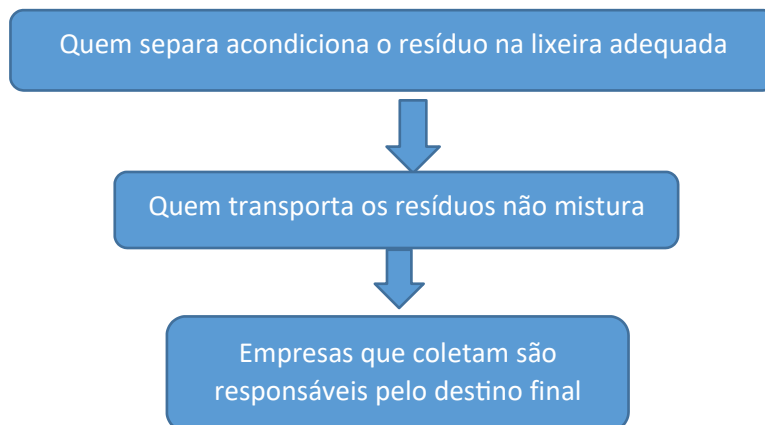 Quem separa acondiciona o resíduo na lixeira adequada
Quem transporta os resíduos não mistura
Empresas que coletam são
responsáveis pelo destino final